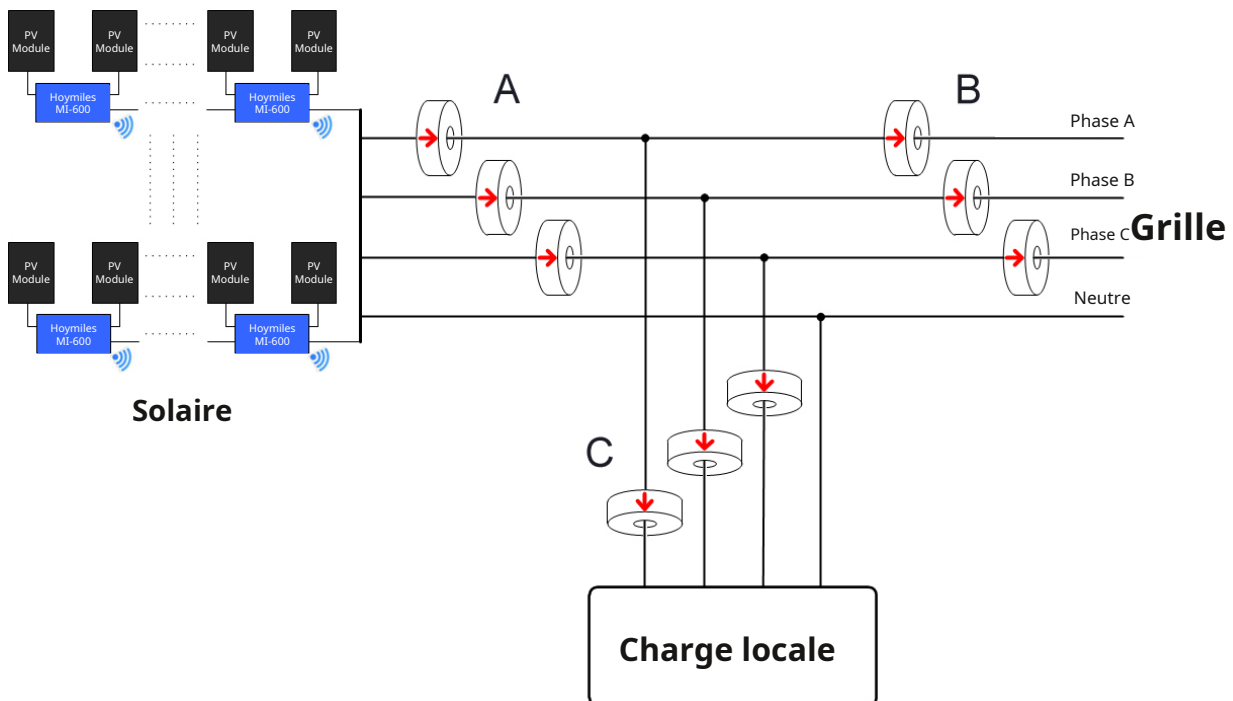 PV
Module
PV
Module
PV
Module
PV
Module
Hoymiles
MI-600
Hoymiles
MI-600
A
B
Phase A
Phase B
Phase C
Grille
Neutre
PV
Module
PV
Module
PV
Module
PV
Module
Hoymiles
MI-600
Hoymiles
MI-600
Solaire
C
Charge locale